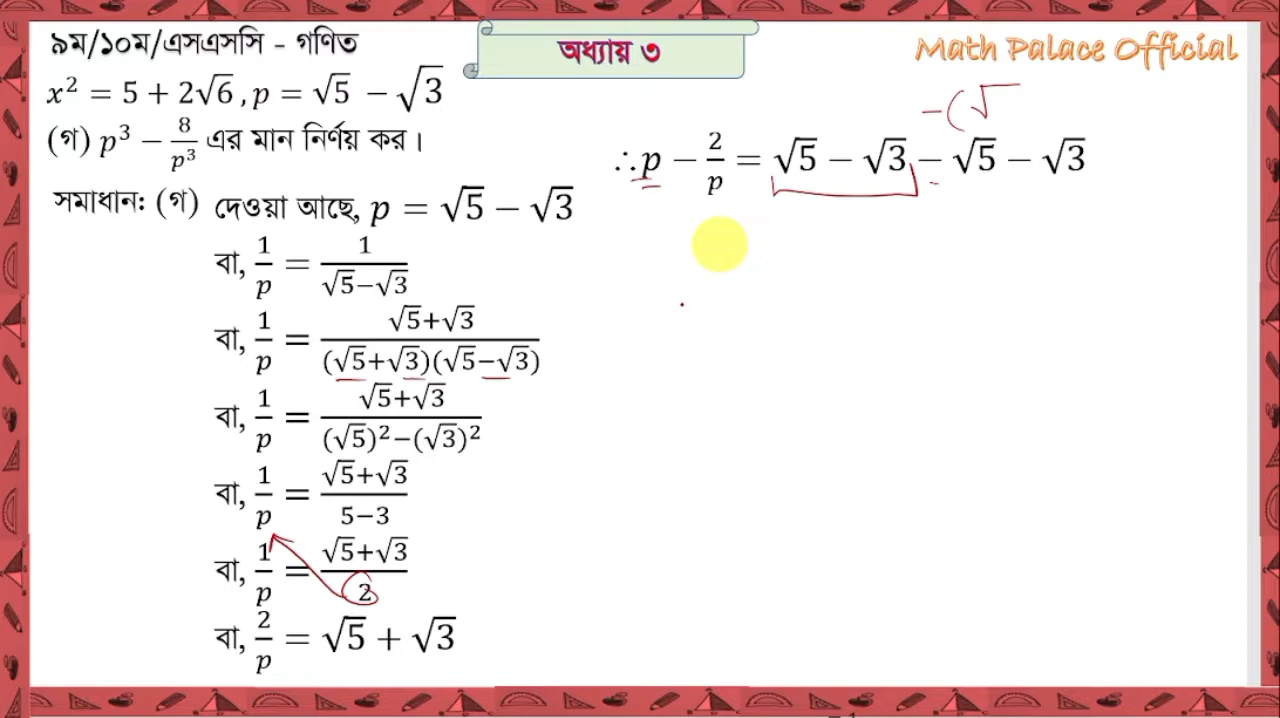 ৯ম/১০ম/এসএসসি - গণিত
অধ্যায় ৩
Math Palace Official
x² = 5 + 2√6 , p = √5 − √3
(গ) p³ − 8/p³ এর মান নির্ণয় কর।
সমাধান: (গ) দেওয়া আছে, p = √5 − √3
বা, 1/p = 1/(√5−√3)
বা, 1/p = (√5+√3)/((√5+√3)(√5−√3))
বা, 1/p = (√5+√3)/((√5)²−(√3)²)
বা, 1/p = (√5+√3)/(5−3)
বা, 1/p = (√5+√3)/2
বা, 2/p = √5 + √3
−(√
∴ p − 2/p = √5 − √3 − √5 − √3